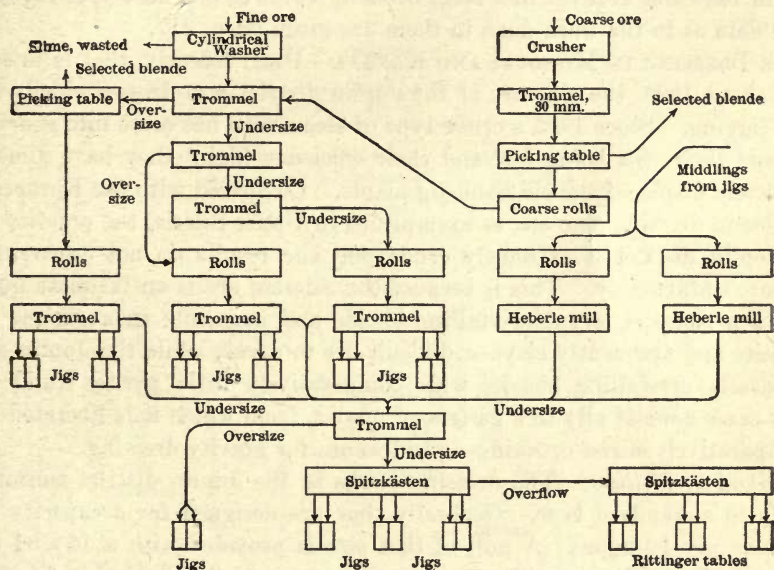 Fine ore
Coarse ore
Slime, wasted
Cylindrical
Washer
Crusher
Selected blende
Picking table
Over-
size
Trommel
Trommel,
30 mm.
Selected blende
Undersize
Undersize
Trommel
Picking table
Middlings
from jigs
Over-
size
Undersize
Trommel
Undersize
Coarse rolls
Rolls
Rolls
Rolls
Rolls
Rolls
Trommel
Trommel
Trommel
Heberle mill
Heberle mill
Jigs
Jigs
Jigs
Undersize
Undersize
Oversize
Trommel
Undersize
Spitzkästen
Overflow
Spitzkästen
Jigs
Jigs
Jigs
Rittinger tables